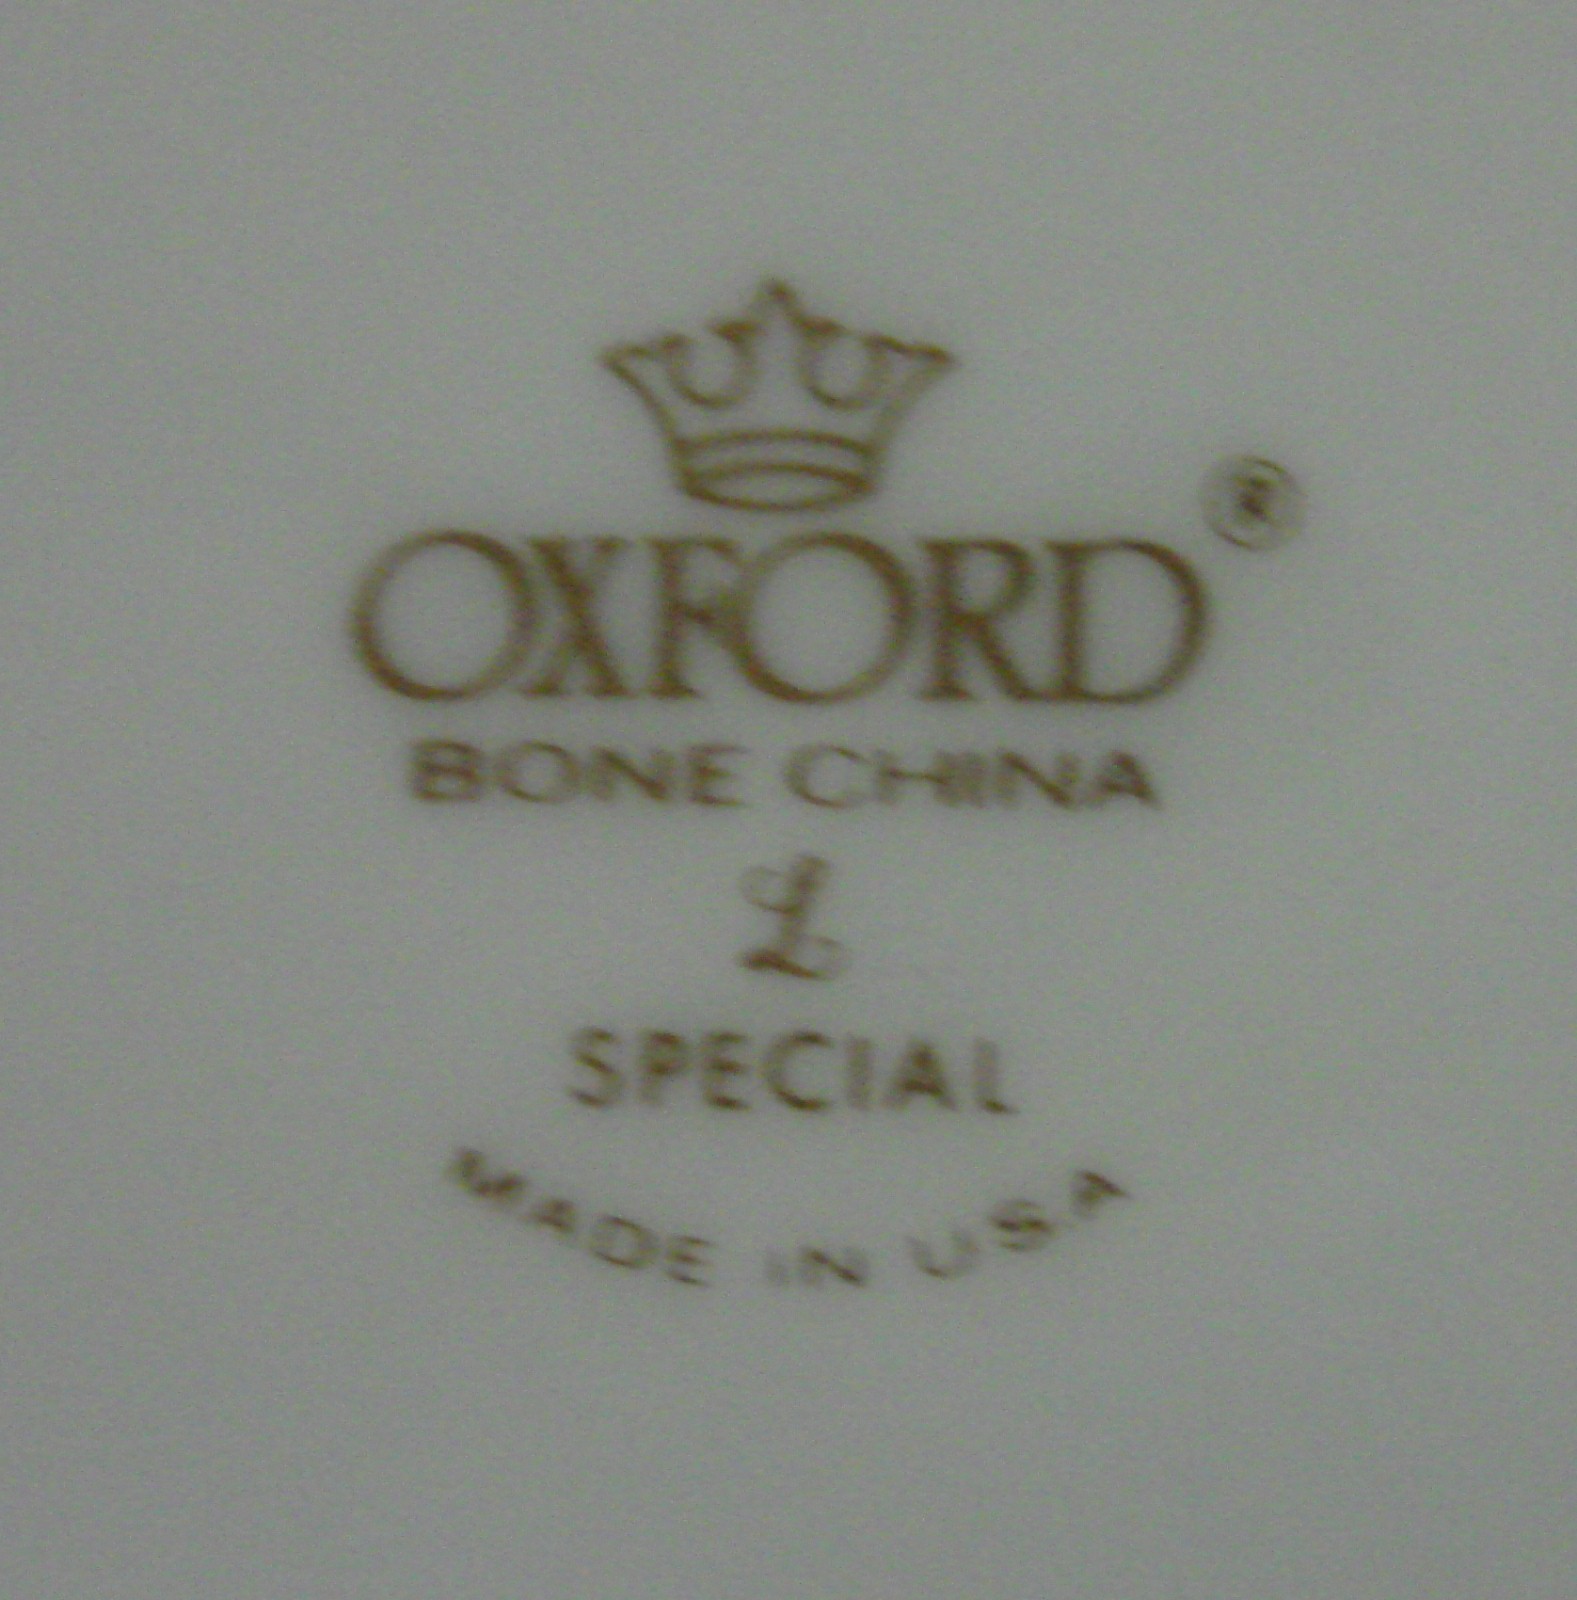 OXFORD®
BONE CHINA
L
SPECIAL
MADE IN USA